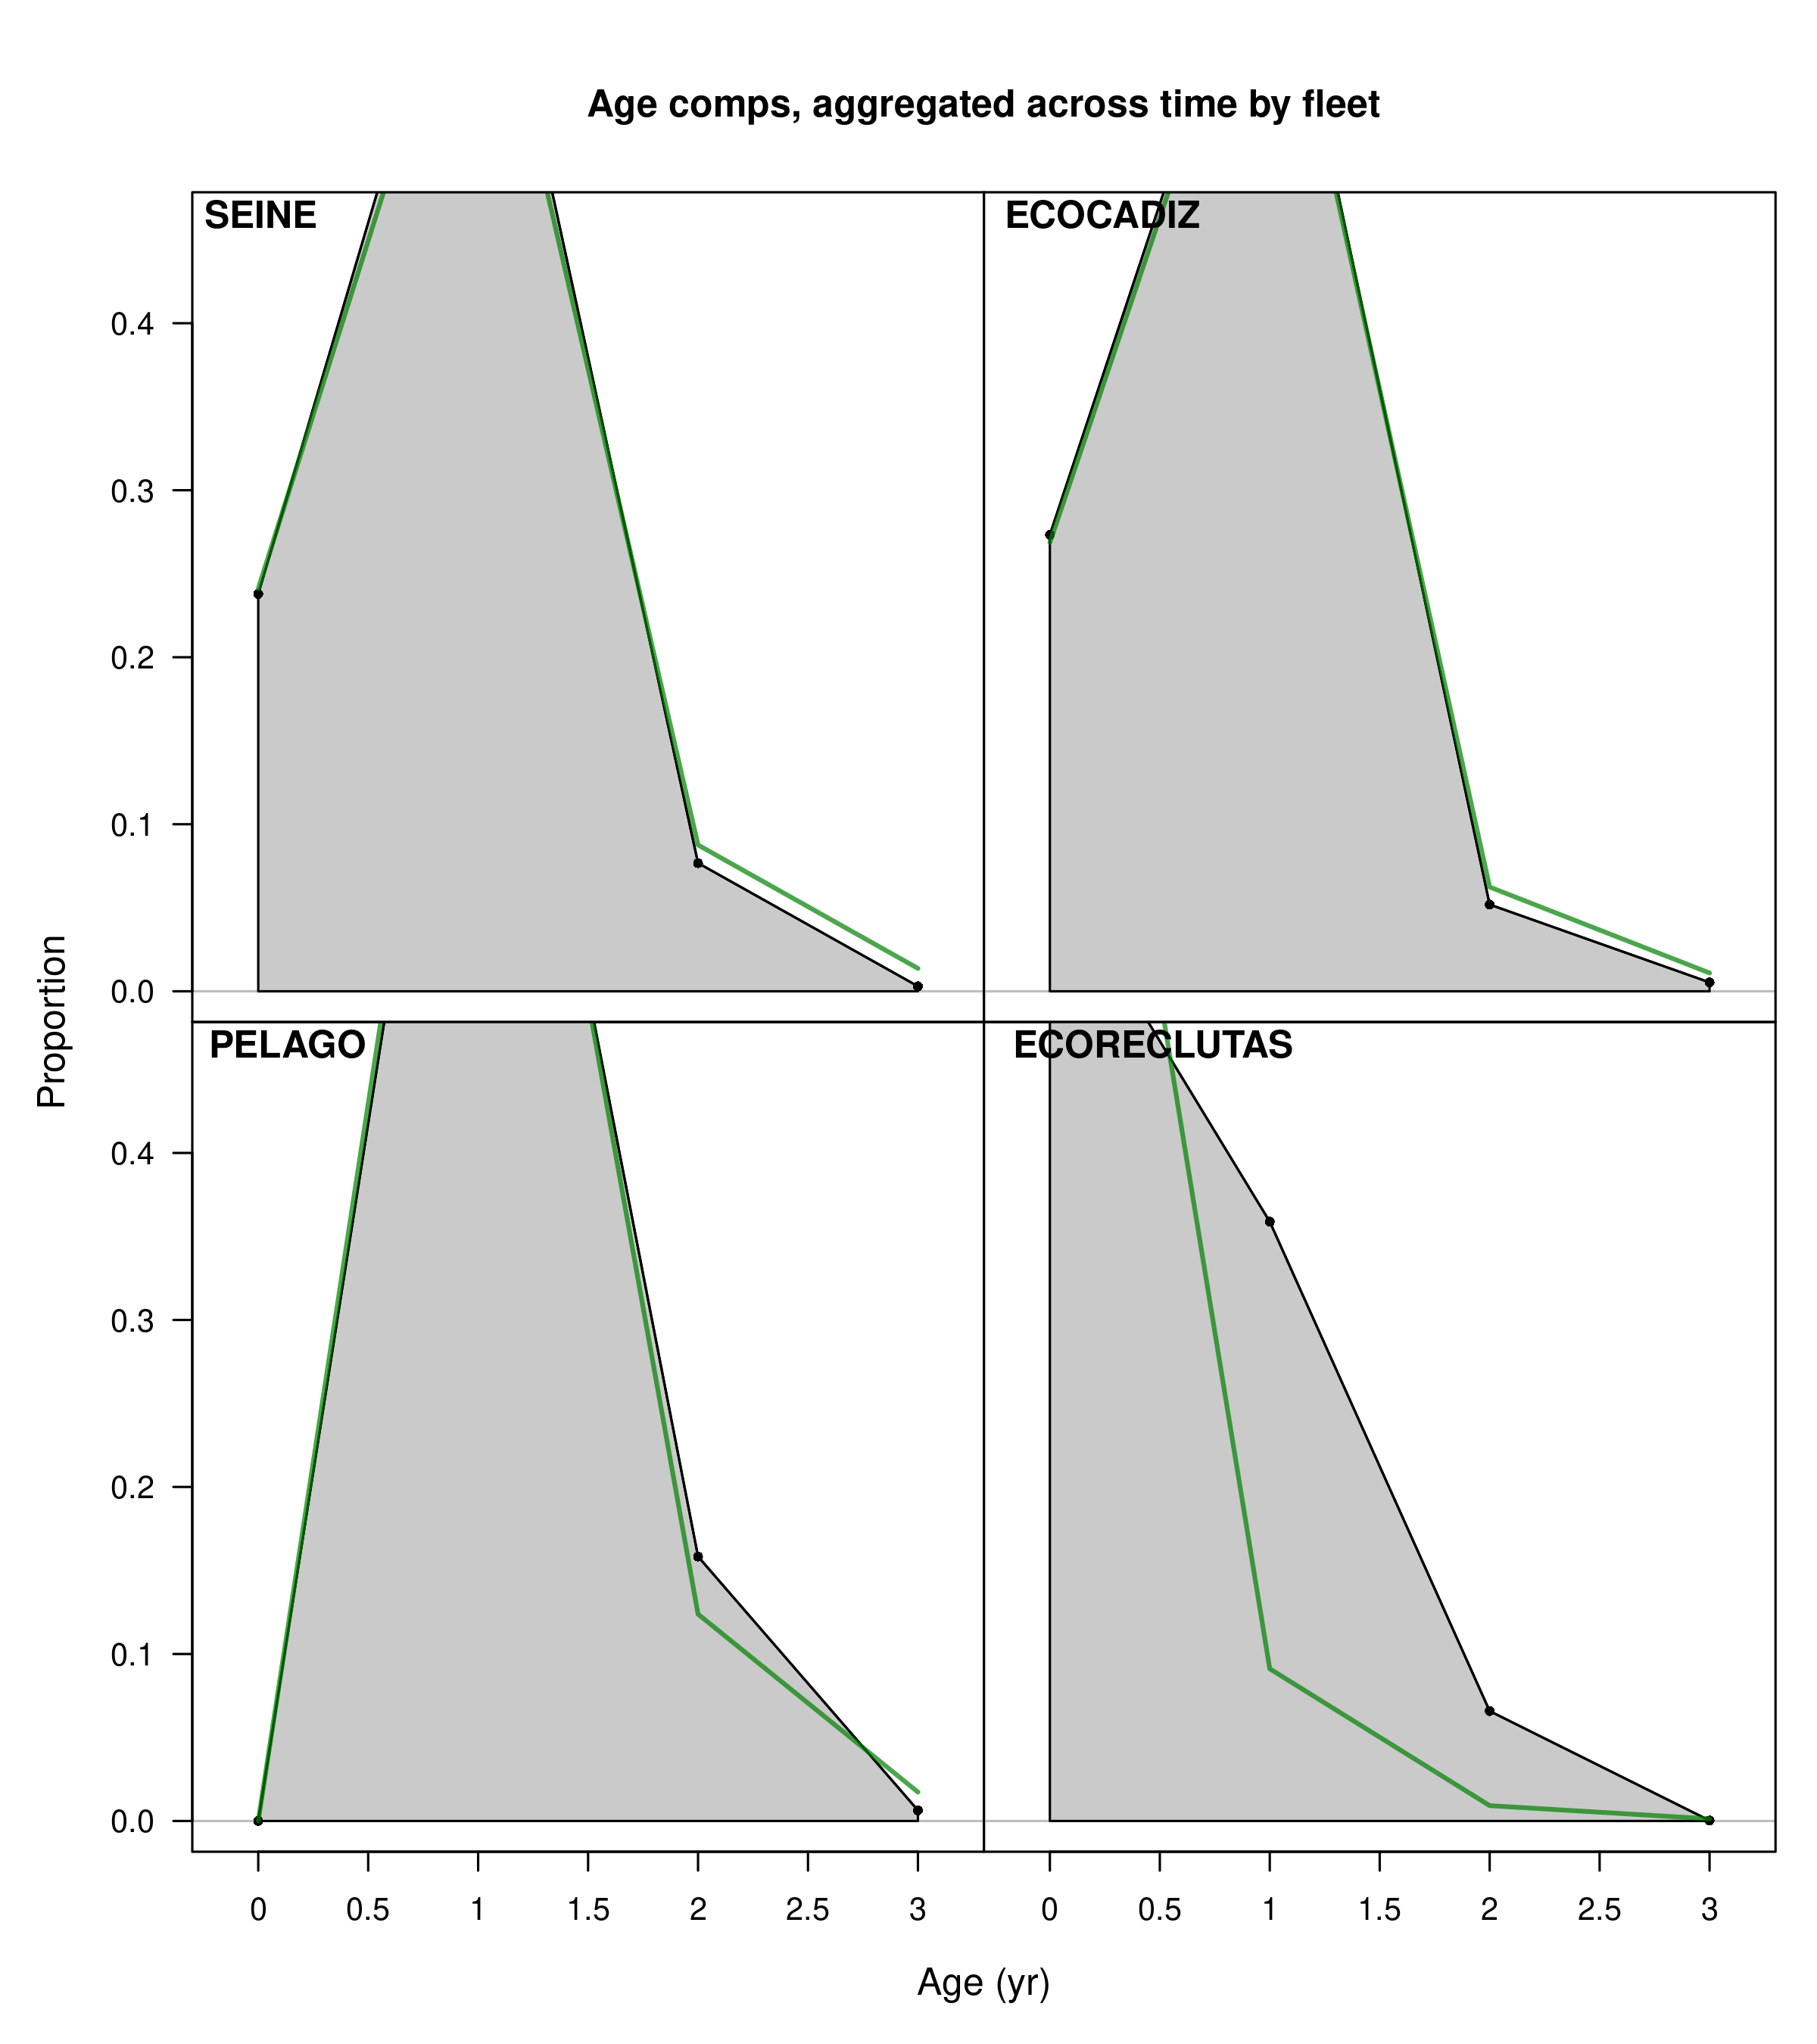 Age comps, aggregated across time by fleet
SEINE
ECOCADIZ
0.4
0.3
0.2
0.1
0.0
Proportion
PELAGO
ECORECLUTAS
0.4
0.3
0.2
0.1
0.0
0 0.5 1 1.5 2 2.5 3
0 0.5 1 1.5 2 2.5 3
Age (yr)